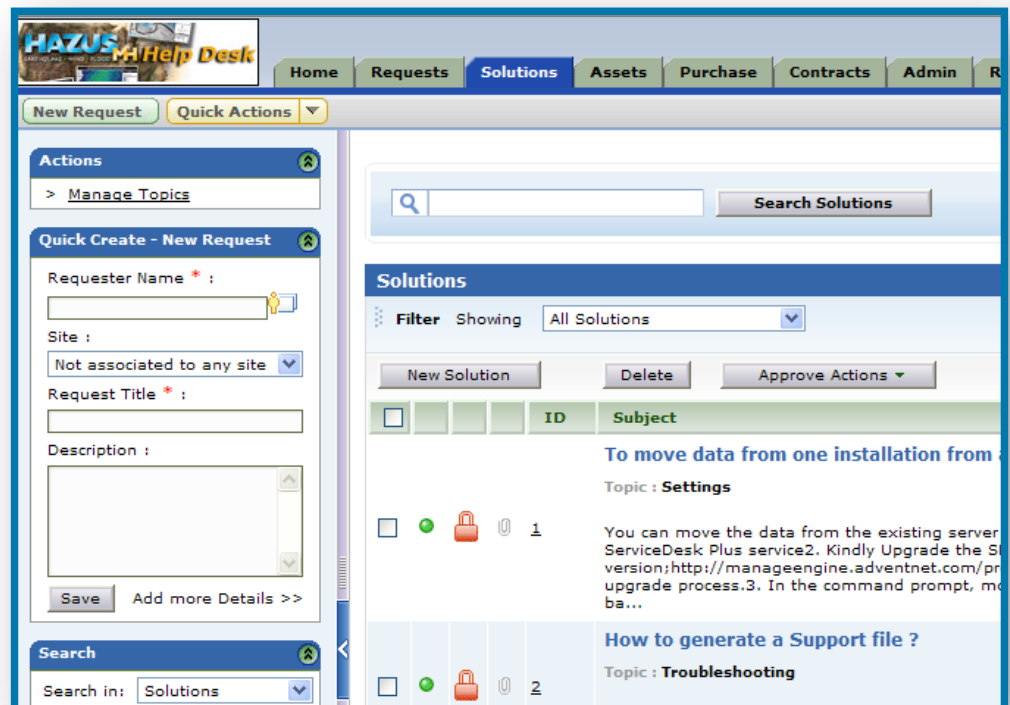 HAZUS MH Help Desk
Home Requests Solutions Assets Purchase Contracts Admin R
New Request Quick Actions
Actions
> Manage Topics
Search Solutions
Quick Create - New Request
Requester Name * :
Site :
Not associated to any site
Request Title * :
Description :
Save Add more Details >>
Search
Search in: Solutions
Solutions
Filter Showing All Solutions
New Solution Delete Approve Actions
ID Subject
To move data from one installation from a
Topic : Settings
1
You can move the data from the existing server
ServiceDesk Plus service2. Kindly Upgrade the S
version;http://manageengine.adventnet.com/pr
upgrade process.3. In the command prompt, mo
ba...
How to generate a Support file ?
Topic : Troubleshooting
2